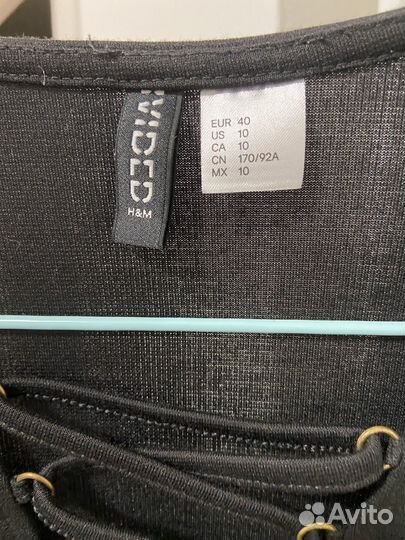 VIDED
H&M
EUR 40
US 10
CA 10
CN 170/92A
MX 10
Avito